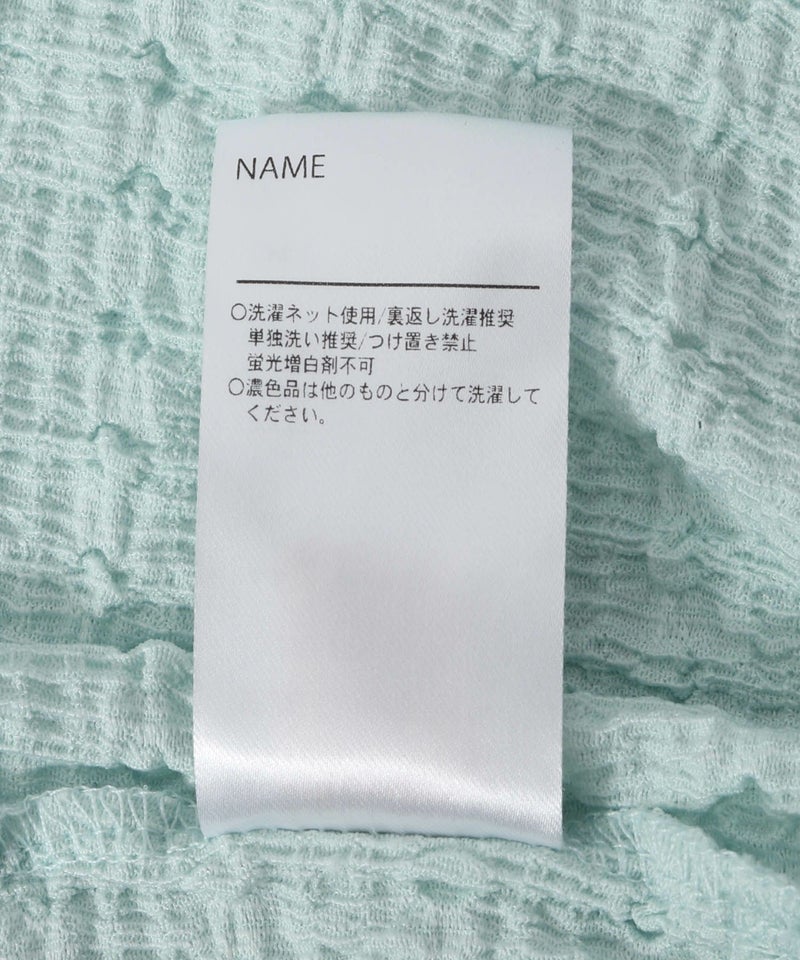 NAME
○洗濯ネット使用/裏返し洗濯推奨
単独洗い推奨/つけ置き禁止
蛍光増白剤不可
○濃色品は他のものと分けて洗濯して
ください。